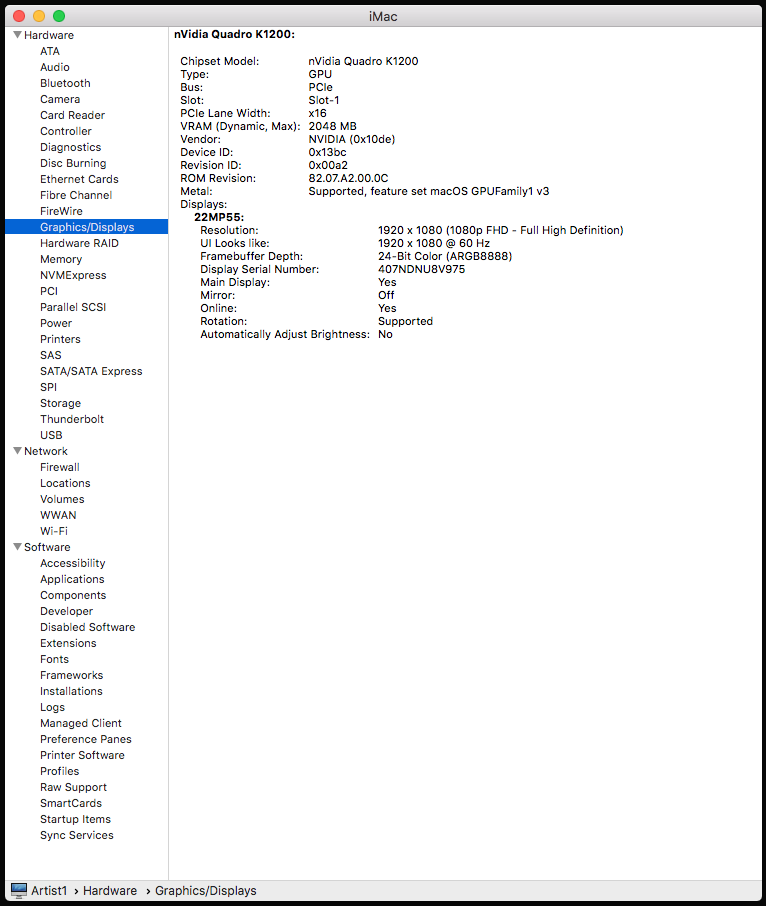 iMac
Hardware
ATA
Audio
Bluetooth
Camera
Card Reader
Controller
Diagnostics
Disc Burning
Ethernet Cards
Fibre Channel
FireWire
Graphics/Displays
Hardware RAID
Memory
NVMExpress
PCI
Parallel SCSI
Power
Printers
SAS
SATA/SATA Express
SPI
Storage
Thunderbolt
USB
Network
Firewall
Locations
Volumes
WWAN
Wi-Fi
Software
Accessibility
Applications
Components
Developer
Disabled Software
Extensions
Fonts
Frameworks
Installations
Logs
Managed Client
Preference Panes
Printer Software
Profiles
Raw Support
SmartCards
Startup Items
Sync Services
nVidia Quadro K1200:
Chipset Model: nVidia Quadro K1200
Type: GPU
Bus: PCIe
Slot: Slot-1
PCIe Lane Width: x16
VRAM (Dynamic, Max): 2048 MB
Vendor: NVIDIA (0x10de)
Device ID: 0x13bc
Revision ID: 0x00a2
ROM Revision: 82.07.A2.00.0C
Metal: Supported, feature set macOS GPUFamily1 v3
Displays:
22MP55:
Resolution: 1920 x 1080 (1080p FHD - Full High Definition)
UI Looks like: 1920 x 1080 @ 60 Hz
Framebuffer Depth: 24-Bit Color (ARGB8888)
Display Serial Number: 407NDNU8V975
Main Display: Yes
Mirror: Off
Online: Yes
Rotation: Supported
Automatically Adjust Brightness: No
Artist1 › Hardware › Graphics/Displays